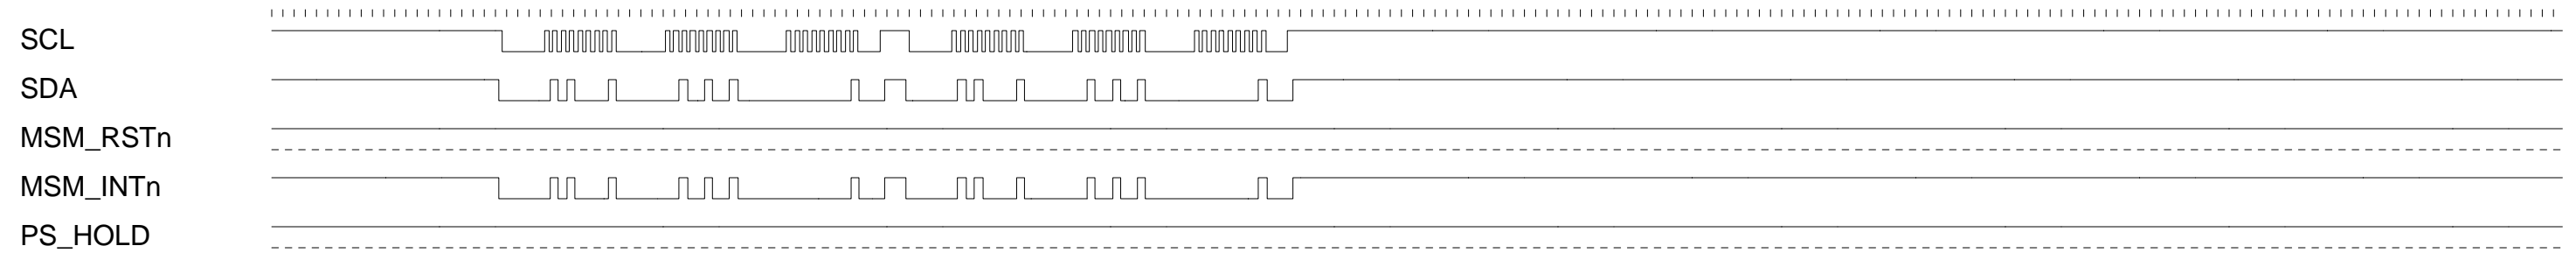 SCL
SDA
MSM_RSTn
MSM_INTn
PS_HOLD